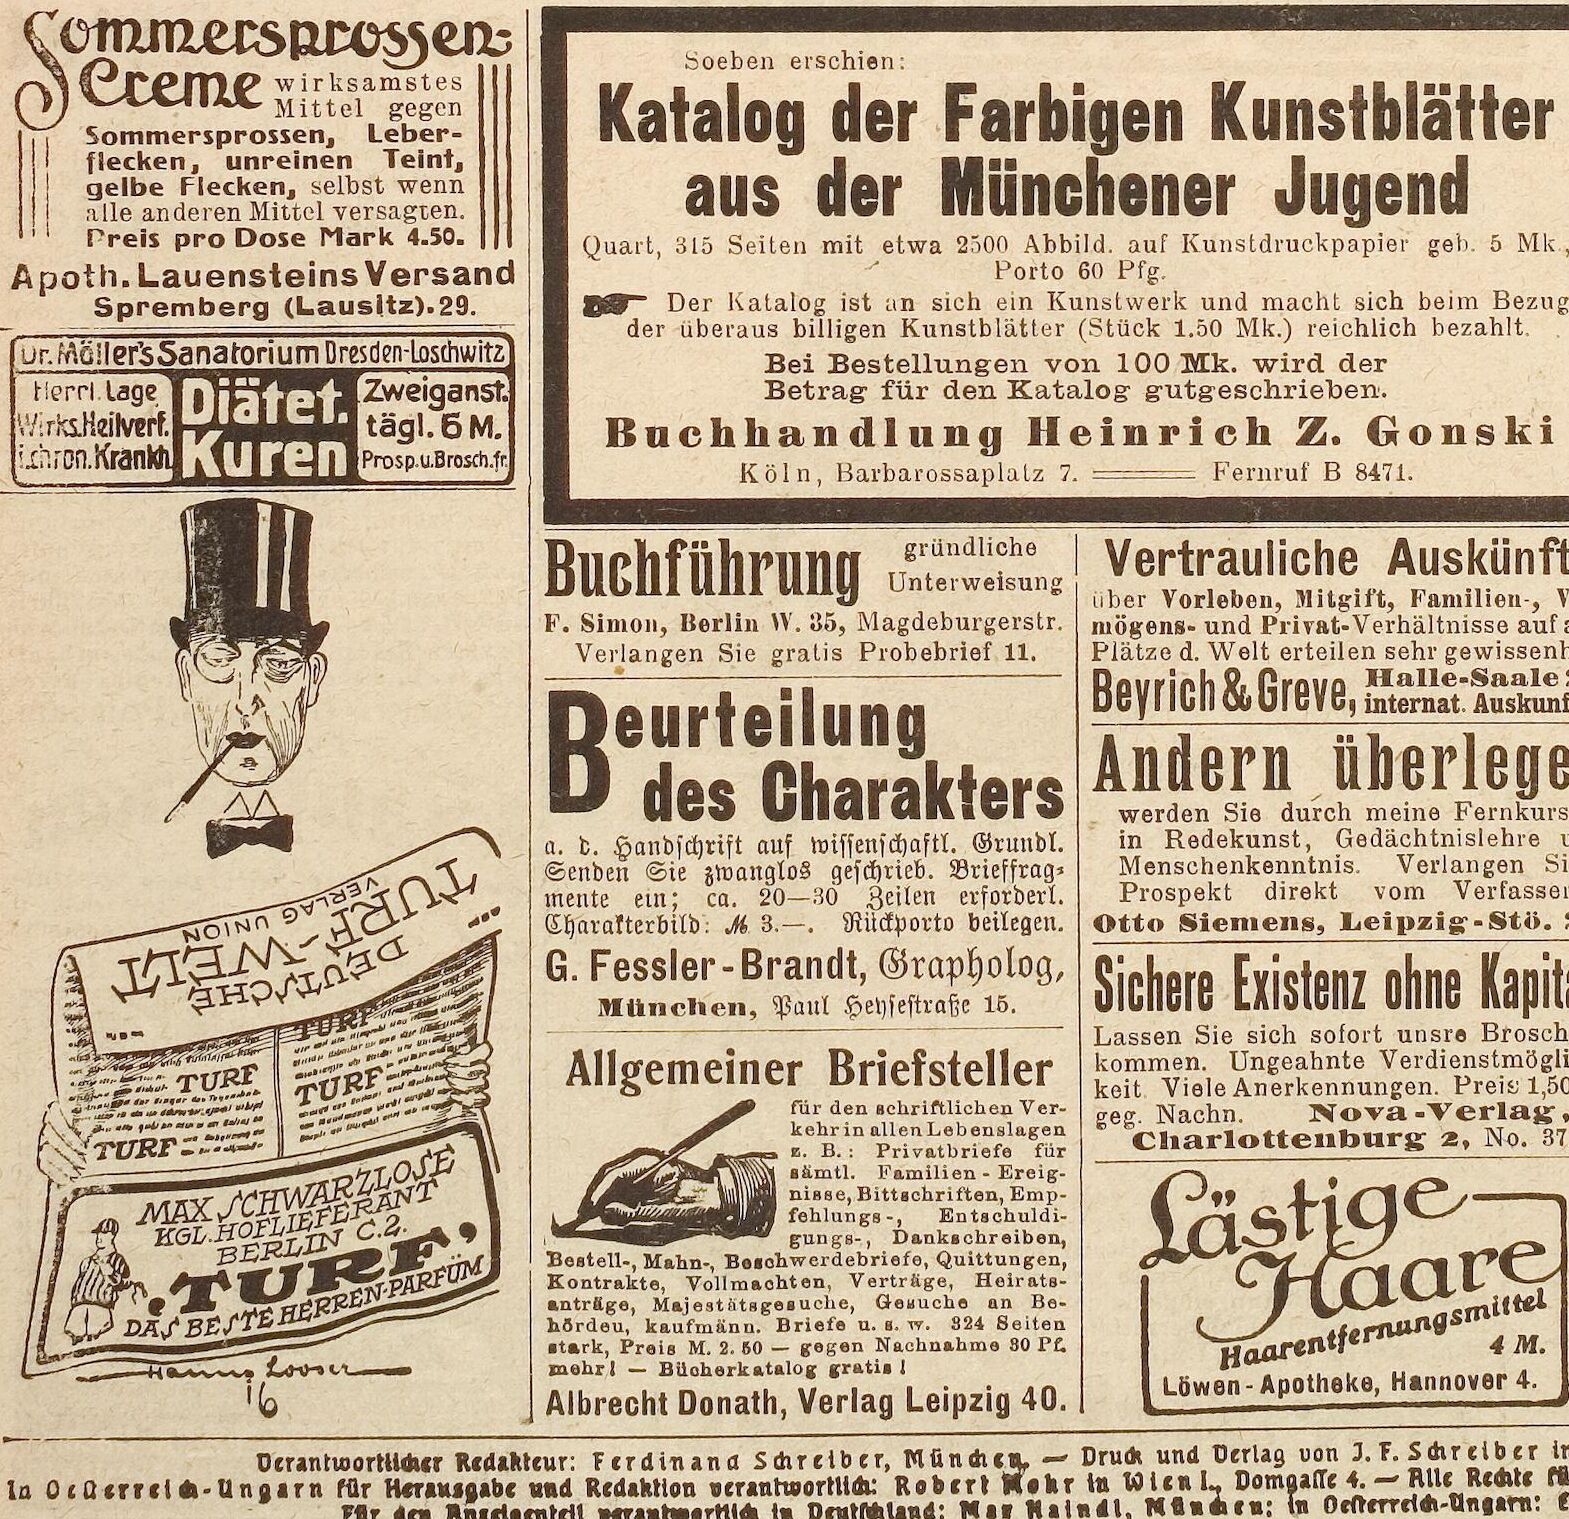 Sommersprossen-
Creme wirksamstes
Mittel gegen
Sommersprossen, Leber-
flecken, unreinen Teint,
gelbe Flecken, selbst wenn
alle anderen Mittel versagten.
Preis pro Dose Mark 4.50.
Apoth. Lauensteins Versand
Spremberg (Lausitz). 29.
Dr. Möller's Sanatorium Dresden-Loschwitz
Herrl. Lage
Wirks. Heilverf.
i. chron. Krankh.
Diätet.
Kuren
Zweiganst.
tägl. 6 M.
Prosp. u. Brosch. fr.
DEUTSCHE
TURF-WELT
VERLAG UNION
TURF
TURF
TURF
TURF
MAX SCHWARZLOSE
KGL. HOFLIEFERANT
BERLIN C.2.
'TURF'
DAS BESTE HERREN-PARFÜM
Hanns Looser
16
Soeben erschien:
Katalog der Farbigen Kunstblätter
aus der Münchener Jugend
Quart, 315 Seiten mit etwa 2500 Abbild. auf Kunstdruckpapier geb. 5 Mk.,
Porto 60 Pfg.
Der Katalog ist an sich ein Kunstwerk und macht sich beim Bezug
der überaus billigen Kunstblätter (Stück 1.50 Mk.) reichlich bezahlt.
Bei Bestellungen von 100 Mk. wird der
Betrag für den Katalog gutgeschrieben.
Buchhandlung Heinrich Z. Gonski
Köln, Barbarossaplatz 7. Fernruf B 8471.
Buchführung gründliche
Unterweisung
F. Simon, Berlin W. 35, Magdeburgerstr.
Verlangen Sie gratis Probebrief 11.
Beurteilung
des Charakters
a. d. Handschrift auf wissenschaftl. Grundl.
Senden Sie zwanglos geschrieb. Brieffrag-
mente ein; ca. 20—30 Zeilen erforderl.
Charakterbild: M 3.—. Rückporto beilegen.
G. Fessler-Brandt, Grapholog,
München, Paul Heysestraße 15.
Allgemeiner Briefsteller
für den schriftlichen Ver-
kehr in allen Lebenslagen
z. B.: Privatbriefe für
sämtl. Familien-Ereig-
nisse, Bittschriften, Emp-
fehlungs-, Entschuldi-
gungs-, Dankschreiben,
Bestell-, Mahn-, Beschwerdebriefe, Quittungen,
Kontrakte, Vollmachten, Verträge, Heirats-
anträge, Majestätsgesuche, Gesuche an Be-
hördeu, kaufmänn. Briefe u. s. w. 324 Seiten
stark, Preis M. 2.50 — gegen Nachnahme 30 Pf.
mehr! — Bücherkatalog gratis!
Albrecht Donath, Verlag Leipzig 40.
Vertrauliche Auskünft
über Vorleben, Mitgift, Familien-, V
mögens- und Privat-Verhältnisse auf a
Plätze d. Welt erteilen sehr gewissenh
Beyrich & Greve, Halle-Saale
internat. Auskunf
Andern überlege
werden Sie durch meine Fernkurs
in Redekunst, Gedächtnislehre u
Menschenkenntnis. Verlangen Si
Prospekt direkt vom Verfasser
Otto Siemens, Leipzig-Stö.
Sichere Existenz ohne Kapita
Lassen Sie sich sofort unsre Brosch
kommen. Ungeahnte Verdienstmögli
keit. Viele Anerkennungen. Preis 1,50
geg. Nachn. Nova-Verlag,
Charlottenburg 2, No. 37
Lästige
Haare
Haarentfernungsmittel
4 M.
Löwen-Apotheke, Hannover 4.
Verantwortlicher Redakteur: Ferdinand Schreiber, München, — Druck und Verlag von J. F. Schreiber in
In Oesterreich-Ungarn für Herausgabe und Redaktion verantwortlich: Robert Mohr in Wien I., Domgasse 4. — Alle Rechte fü
Für den Anzeigenteil verantwortlich in Deutschland: Max Haindl, München; in Oesterreich-Ungarn: